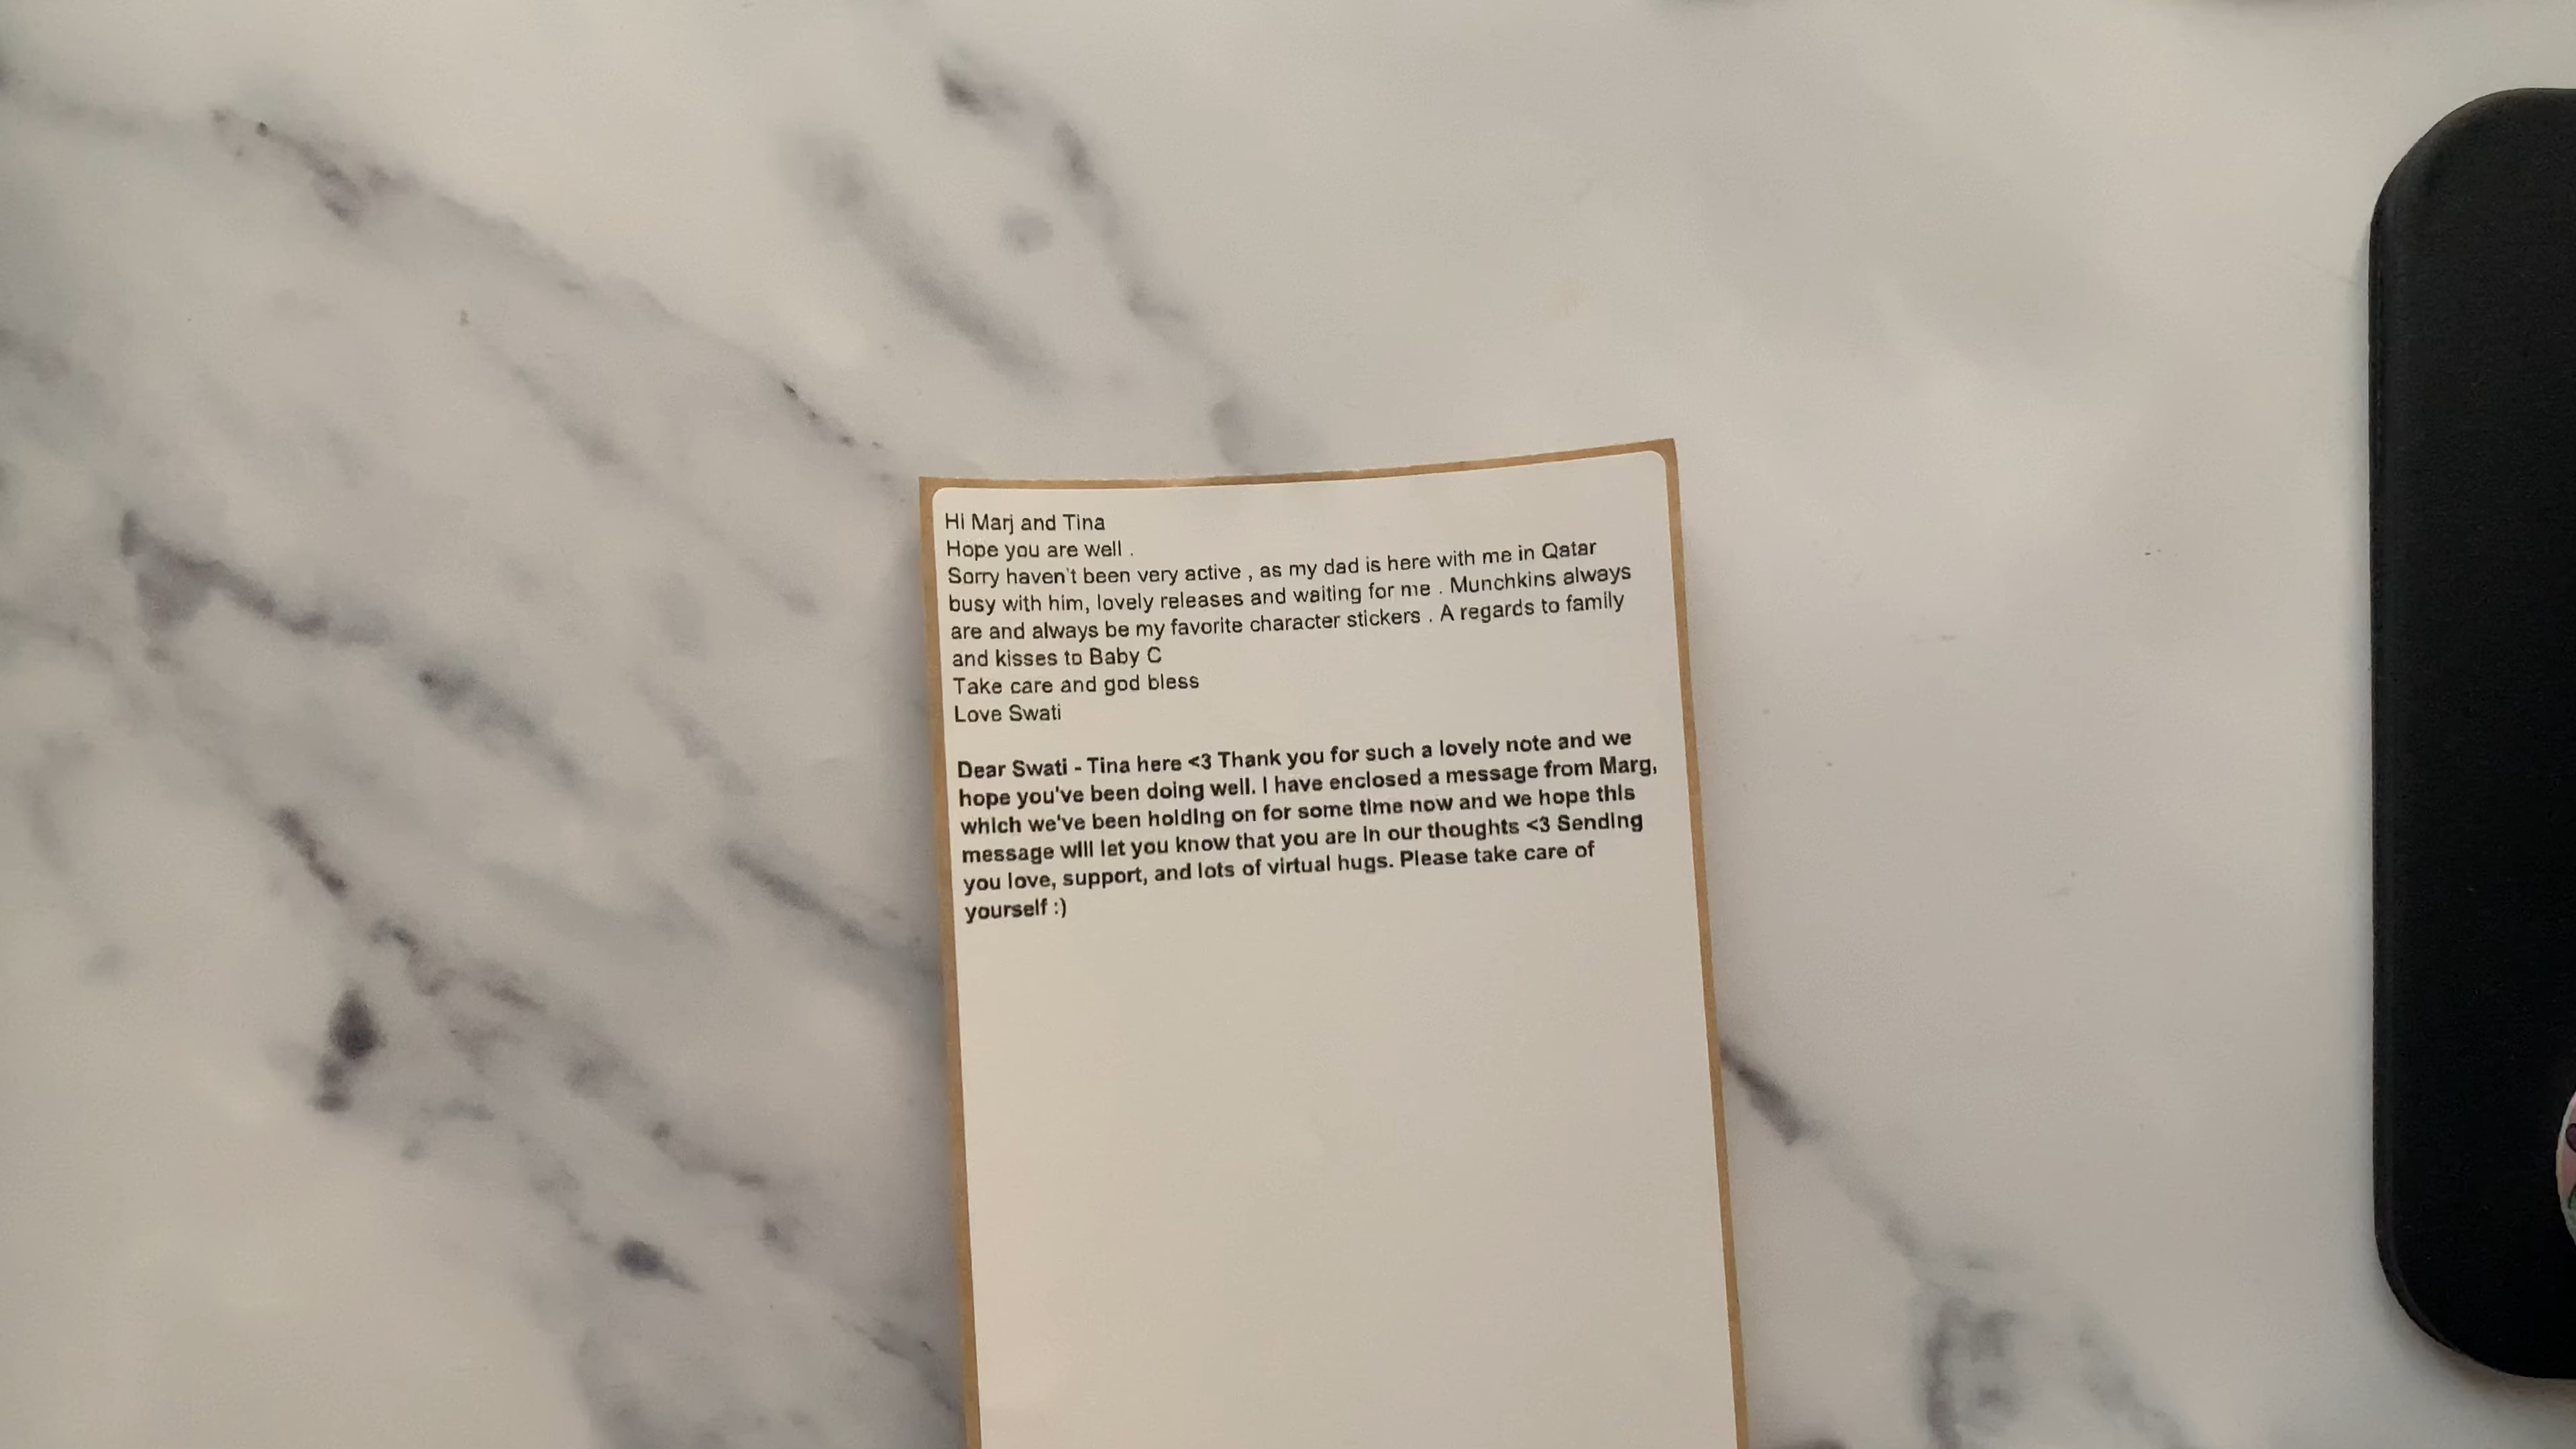 Hi Marj and Tina
Hope you are well .
Sorry haven't been very active , as my dad is here with me in Qatar
busy with him, lovely releases and waiting for me . Munchkins always
are and always be my favorite character stickers . A regards to family
and kisses to Baby C
Take care and god bless
Love Swati
Dear Swati - Tina here <3 Thank you for such a lovely note and we
hope you've been doing well. I have enclosed a message from Marg,
which we've been holding on for some time now and we hope this
message will let you know that you are in our thoughts <3 Sending
you love, support, and lots of virtual hugs. Please take care of
yourself :)